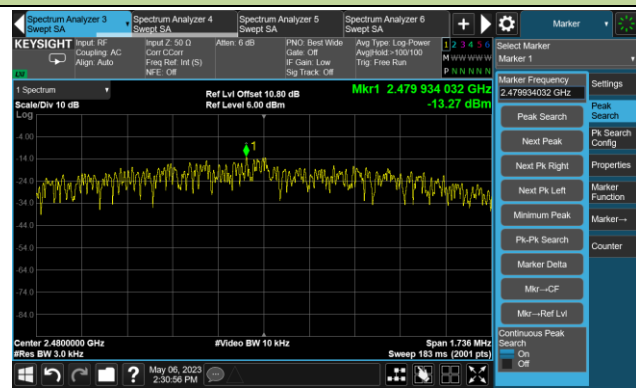 Spectrum Analyzer 3
Swept SA
Spectrum Analyzer 4
Swept SA
Spectrum Analyzer 5
Swept SA
Spectrum Analyzer 6
Swept SA
Marker
KEYSIGHT
Input: RF
Coupling: AC
Align: Auto
Input Z: 50 Ω
Corr CCorr
Freq Ref: Int (S)
NFE: Off
Atten: 6 dB
PNO: Best Wide
Gate: Off
IF Gain: Low
Sig Track: Off
Avg Type: Log-Power
Avg|Hold:>100/100
Trig: Free Run
1 2 3 4 5 6
M W W W W W
P N N N N N
LW
Select Marker
Marker 1
1 Spectrum
Scale/Div 10 dB
Log
Ref Lvl Offset 10.80 dB
Ref Level 6.00 dBm
Mkr1 2.479 934 032 GHz
-13.27 dBm
1
-4.00
-14.0
-24.0
-34.0
-44.0
-54.0
-64.0
-74.0
-84.0
Center 2.4800000 GHz
#Res BW 3.0 kHz
#Video BW 10 kHz
Span 1.736 MHz
Sweep 183 ms (2001 pts)
Marker Frequency
2.479934032 GHz
Peak Search
Next Peak
Next Pk Right
Next Pk Left
Minimum Peak
Pk-Pk Search
Marker Delta
Mkr→CF
Mkr→Ref Lvl
Continuous Peak
Search
On
Off
Settings
Peak
Search
Pk Search
Config
Properties
Marker
Function
Marker→
Counter
?
May 06, 2023
2:30:56 PM